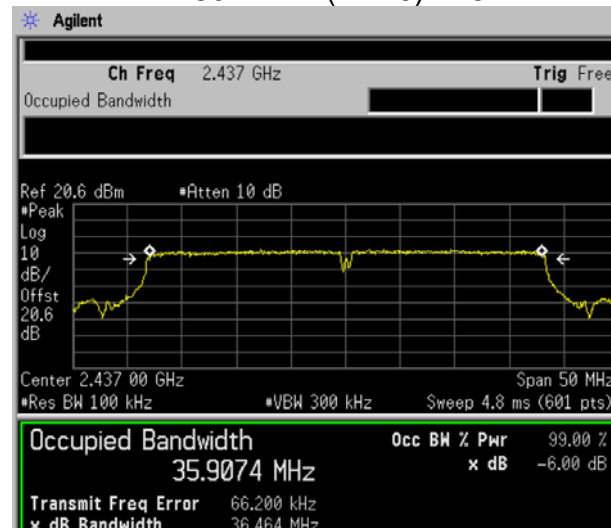 Agilent
Ch Freq 2.437 GHz Trig Free
Occupied Bandwidth
Ref 20.6 dBm #Atten 10 dB
#Peak
Log
10
dB/
Offst
20.6
dB
Center 2.437 00 GHz Span 50 MHz
#Res BW 100 kHz #VBW 300 kHz Sweep 4.8 ms (601 pts)
Occupied Bandwidth Occ BW % Pwr 99.00 %
35.9074 MHz x dB -6.00 dB
Transmit Freq Error 66.200 kHz
x dB Bandwidth 36.464 MHz